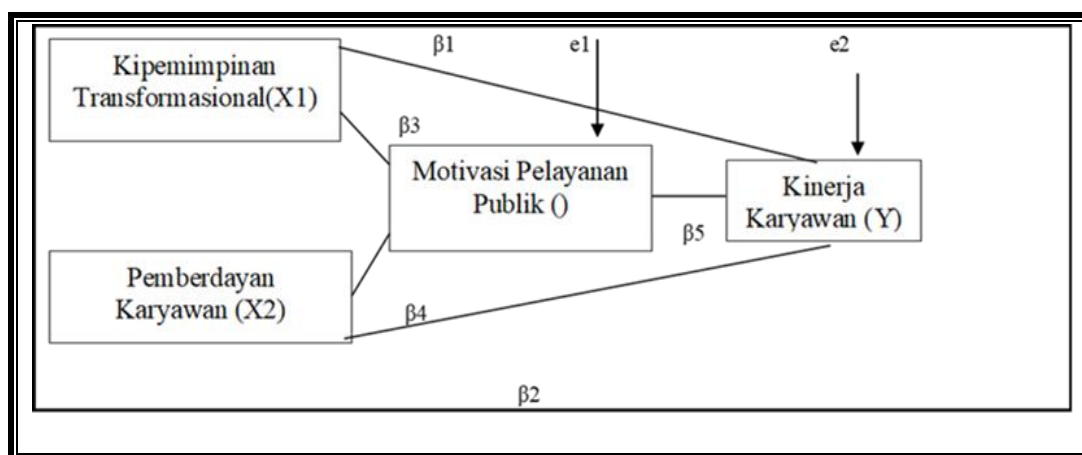 β1
e1
e2
Kipemimpinan
Transformasional(X1)
β3
Motivasi Pelayanan
Publik ()
Kinerja
Karyawan (Y)
β5
Pemberdayan
Karyawan (X2)
β4
β2